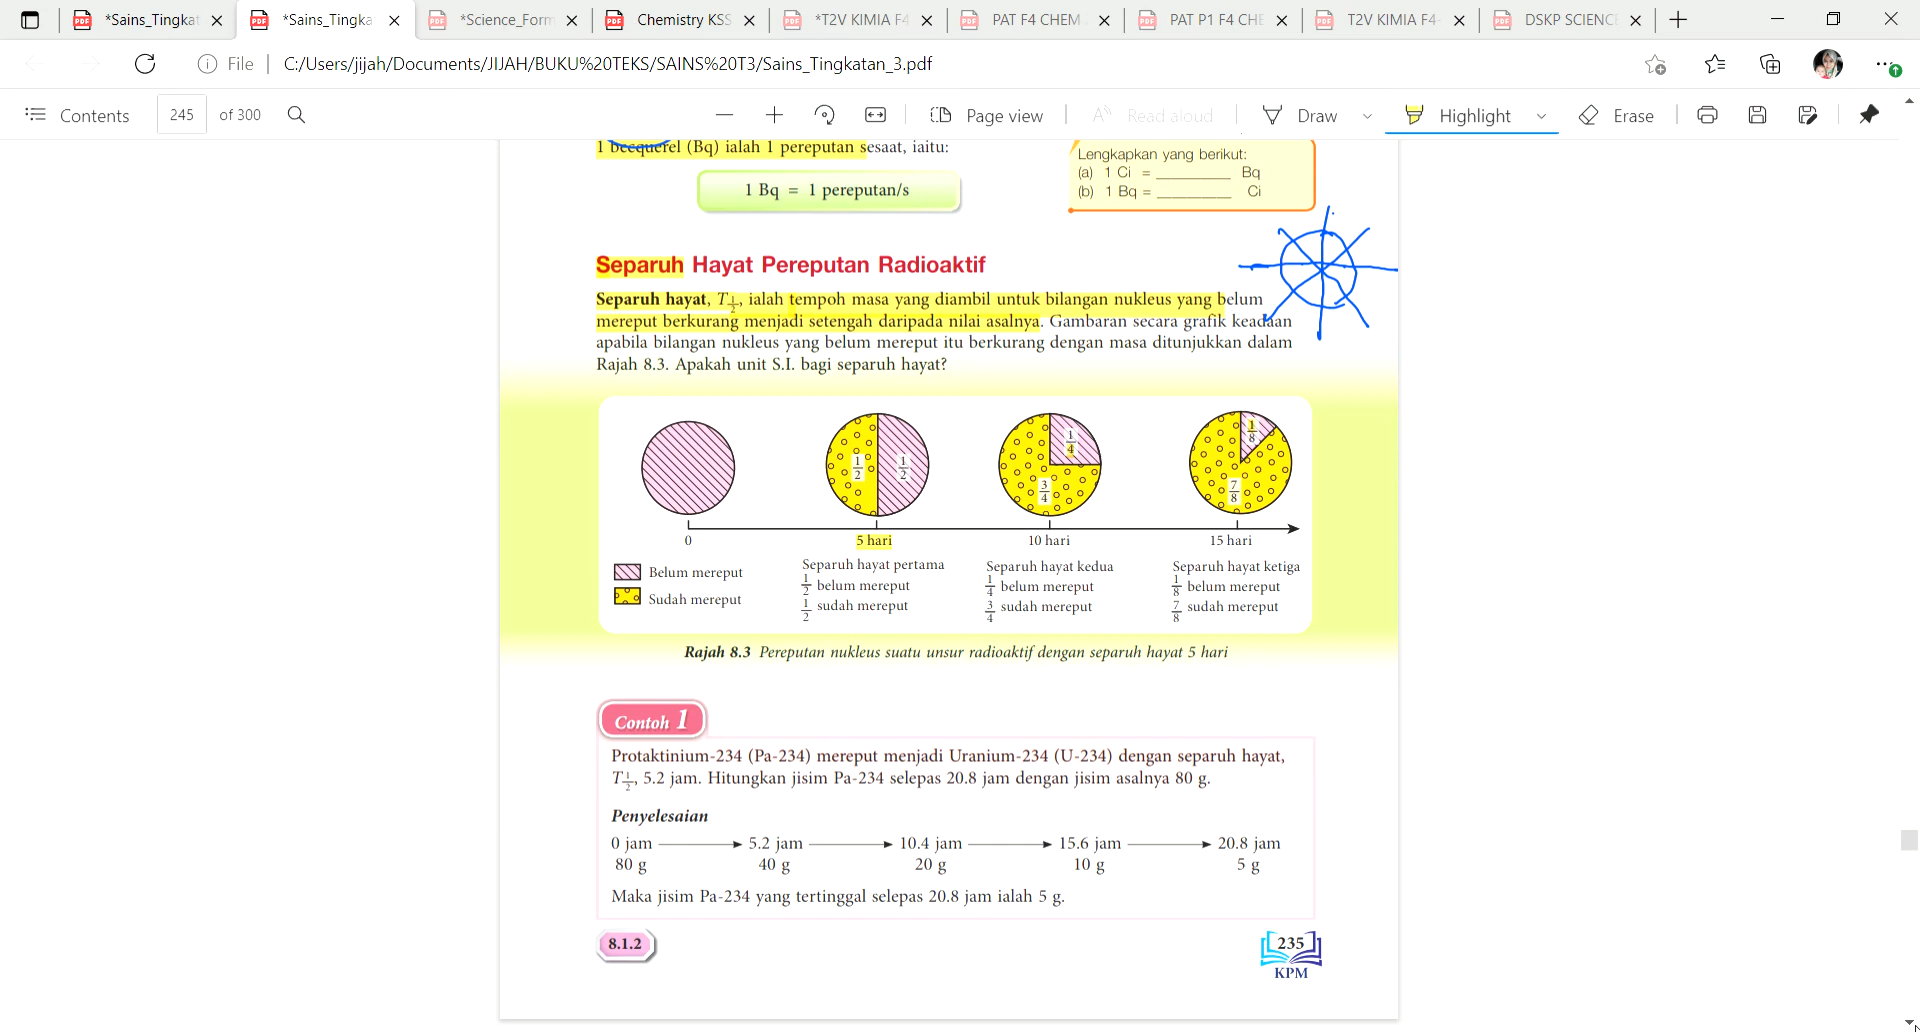 *Sains_Tingkat
*Sains_Tingka
*Science_Form
Chemistry KSS
*T2V KIMIA F4
PAT F4 CHEM
PAT P1 F4 CHE
T2V KIMIA F4
DSKP SCIENCE
File
C:/Users/jijah/Documents/JIJAH/BUKU%20TEKS/SAINS%20T3/Sains_Tingkatan_3.pdf
Contents
245 of 300
Page view
Read aloud
Draw
Highlight
Erase
1 becquerel (Bq) ialah 1 pereputan sesaat, iaitu:
1 Bq = 1 pereputan/s
Lengkapkan yang berikut:
(a) 1 Ci = ________ Bq
(b) 1 Bq = ________ Ci
Separuh Hayat Pereputan Radioaktif
Separuh hayat, T½, ialah tempoh masa yang diambil untuk bilangan nukleus yang belum
mereput berkurang menjadi setengah daripada nilai asalnya. Gambaran secara grafik keadaan
apabila bilangan nukleus yang belum mereput itu berkurang dengan masa ditunjukkan dalam
Rajah 8.3. Apakah unit S.I. bagi separuh hayat?
1/2 1/2
1/4 3/4
1/8 7/8
0 5 hari 10 hari 15 hari
Belum mereput
Sudah mereput
Separuh hayat pertama
1/2 belum mereput
1/2 sudah mereput
Separuh hayat kedua
1/4 belum mereput
3/4 sudah mereput
Separuh hayat ketiga
1/8 belum mereput
7/8 sudah mereput
Rajah 8.3 Pereputan nukleus suatu unsur radioaktif dengan separuh hayat 5 hari
Contoh 1
Protaktinium-234 (Pa-234) mereput menjadi Uranium-234 (U-234) dengan separuh hayat,
T½, 5.2 jam. Hitungkan jisim Pa-234 selepas 20.8 jam dengan jisim asalnya 80 g.
Penyelesaian
0 jam 5.2 jam 10.4 jam 15.6 jam 20.8 jam
80 g 40 g 20 g 10 g 5 g
Maka jisim Pa-234 yang tertinggal selepas 20.8 jam ialah 5 g.
8.1.2
235
KPM